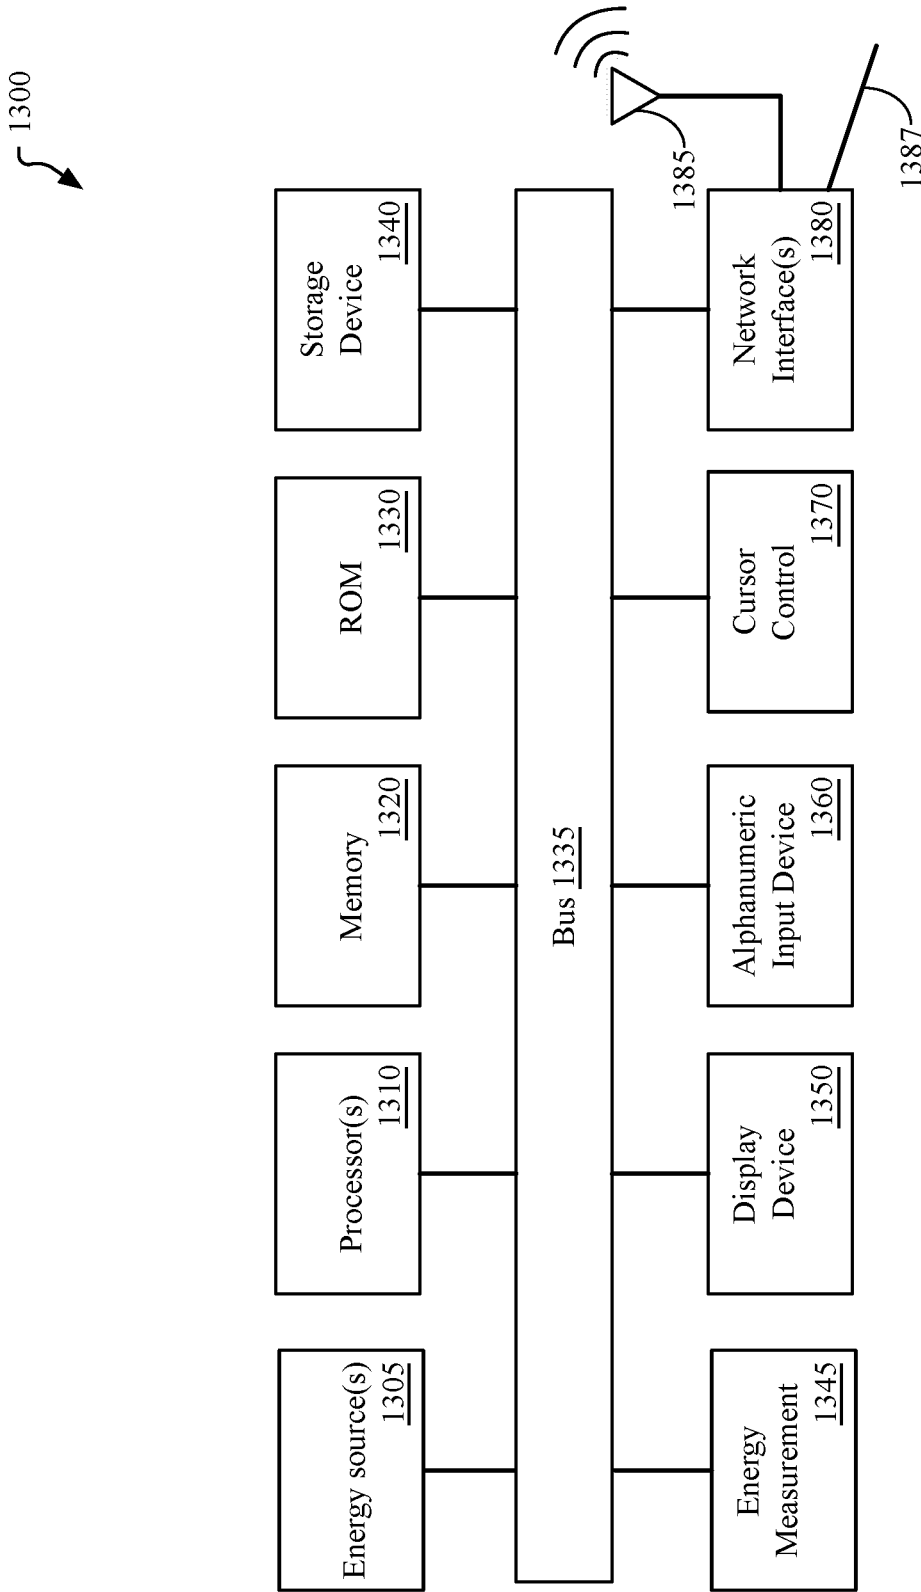 1300
Energy source(s)
1305
Processor(s)
1310
Memory
1320
ROM
1330
Storage
Device
1340
Bus 1335
Energy
Measurement
1345
Display
Device
1350
Alphanumeric
Input Device
1360
Cursor
Control
1370
Network
Interface(s)
1380
1385
1387